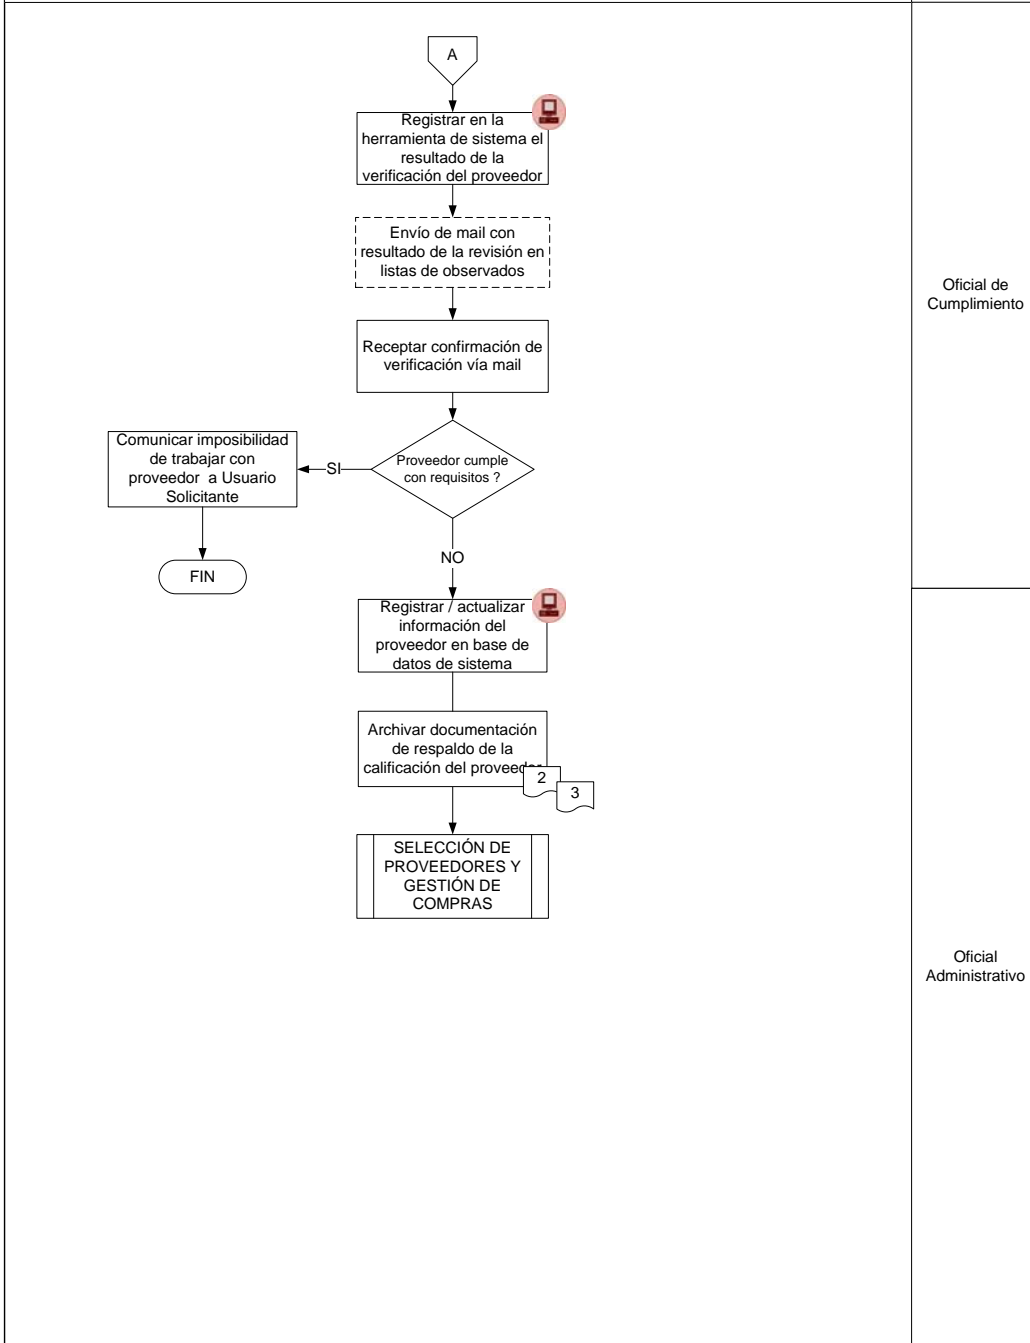 A
Registrar en la
herramienta de sistema el
resultado de la
verificación del proveedor
Envío de mail con
resultado de la revisión en
listas de observados
Oficial de
Cumplimiento
Receptar confirmación de
verificación vía mail
Proveedor cumple
con requisitos ?
SI
Comunicar imposibilidad
de trabajar con
proveedor a Usuario
Solicitante
FIN
NO
Registrar / actualizar
información del
proveedor en base de
datos de sistema
Archivar documentación
de respaldo de la
calificación del proveedor
2
3
SELECCIÓN DE
PROVEEDORES Y
GESTIÓN DE
COMPRAS
Oficial
Administrativo